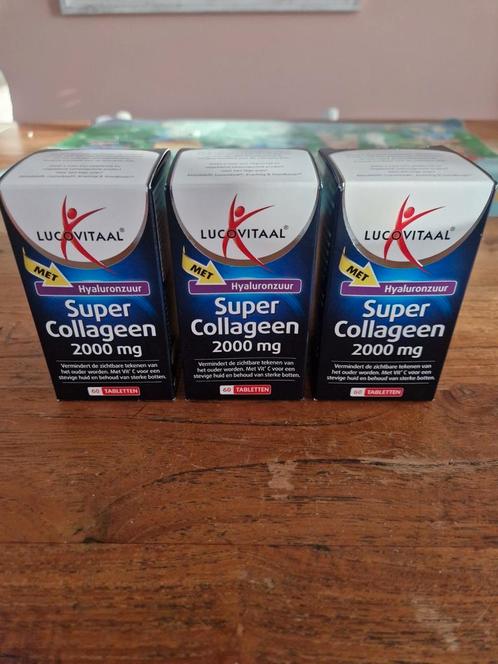 LUCOVITAAL®
MET
Hyaluronzuur
Super
Collageen
2000 mg
Vermindert de zichtbare tekenen van
het ouder worden. Met Vit* C voor een
stevige huid en behoud van sterke botten.
60 TABLETTEN
LUCOVITAAL®
MET
Hyaluronzuur
Super
Collageen
2000 mg
Vermindert de zichtbare tekenen van
het ouder worden. Met Vit* C voor een
stevige huid en behoud van sterke botten.
60 TABLETTEN
LUCOVITAAL®
MET
Hyaluronzuur
Super
Collageen
2000 mg
Vermindert de zichtbare tekenen van
het ouder worden. Met Vit* C voor een
stevige huid en behoud van sterke botten.
60 TABLETTEN